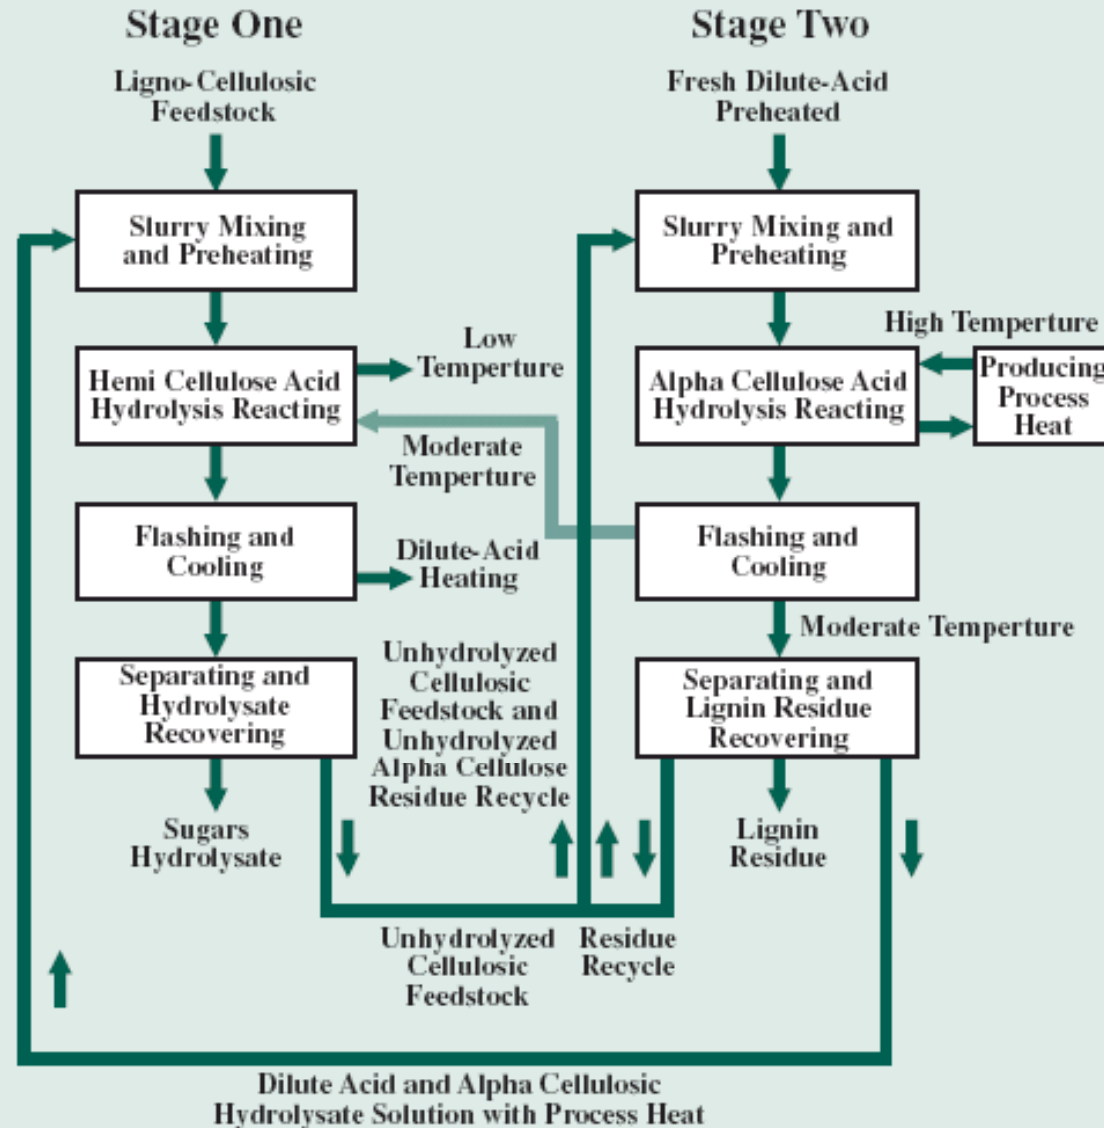 Stage One
Ligno-Cellulosic
Feedstock
Slurry Mixing
and Preheating
Hemi Cellulose Acid
Hydrolysis Reacting
Low
Temperture
Moderate
Temperture
Flashing and
Cooling
Dilute-Acid
Heating
Separating and
Hydrolysate
Recovering
Sugars
Hydrolysate
Unhydrolyzed
Cellulosic
Feedstock and
Unhydrolyzed
Alpha Cellulose
Residue Recycle
Stage Two
Fresh Dilute-Acid
Preheated
Slurry Mixing and
Preheating
High Temperture
Alpha Cellulose Acid
Hydrolysis Reacting
Producing
Process
Heat
Flashing and
Cooling
Moderate Temperture
Separating and
Lignin Residue
Recovering
Lignin
Residue
Unhydrolyzed
Cellulosic
Feedstock
Residue
Recycle
Dilute Acid and Alpha Cellulosic
Hydrolysate Solution with Process Heat